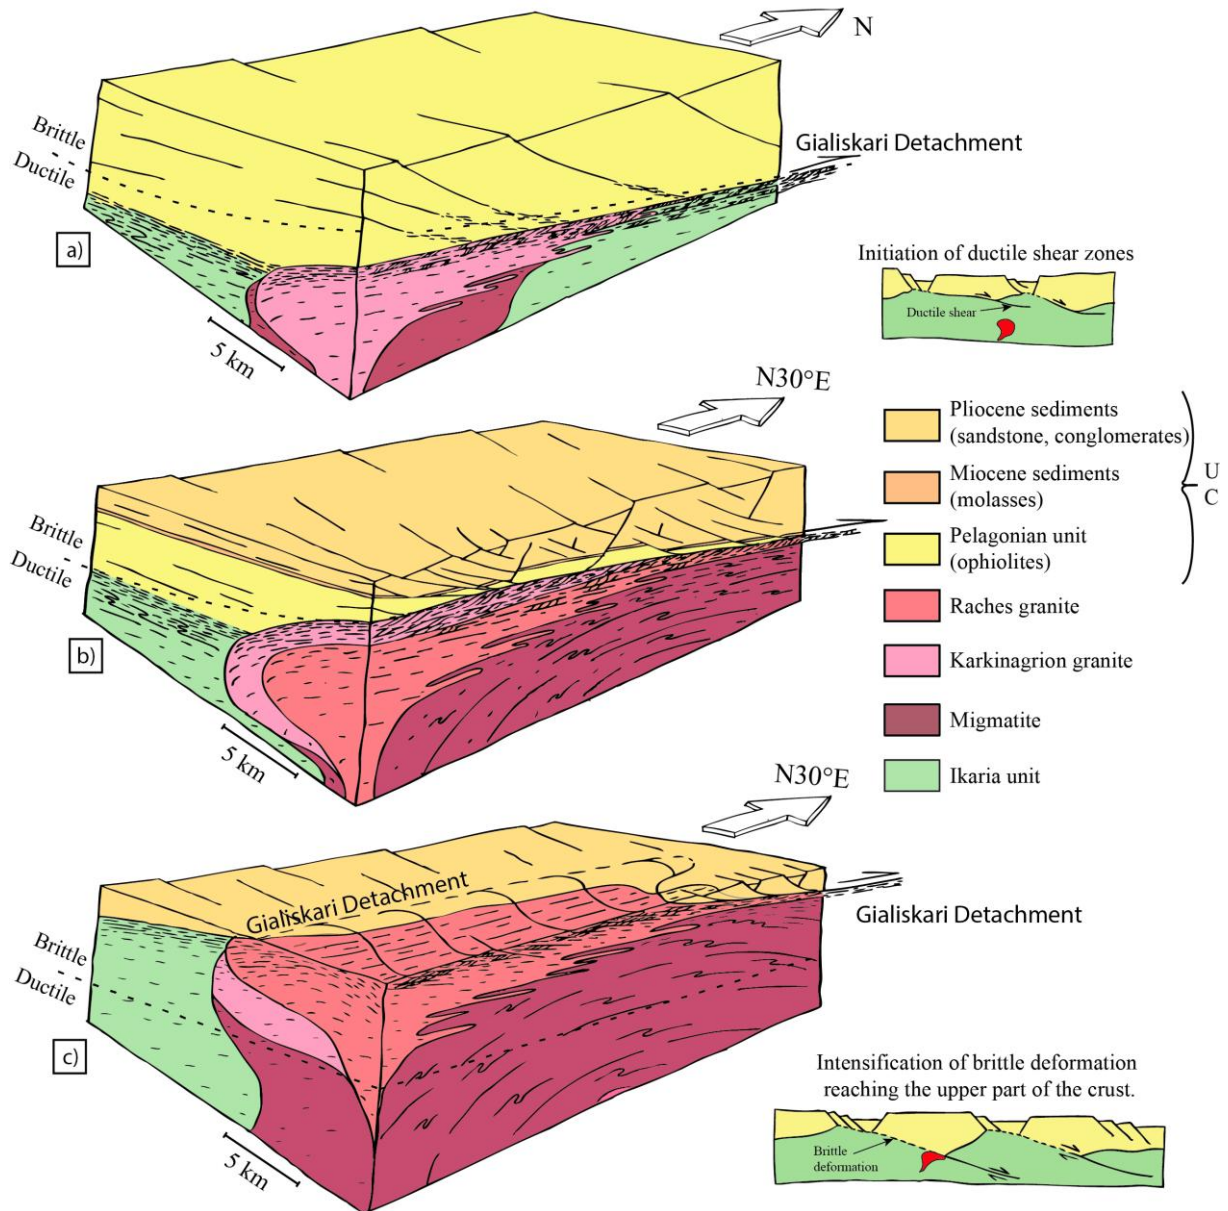 N
Brittle
Ductile
Gialiskari Detachment
a)
5 km
Initiation of ductile shear zones
Ductile shear
N30°E
Brittle
Ductile
b)
5 km
Pliocene sediments
(sandstone, conglomerates)
Miocene sediments
(molasses)
Pelagonian unit
(ophiolites)
U
C
Raches granite
Karkinagrion granite
Migmatite
Ikaria unit
N30°E
Gialiskari Detachment
Gialiskari Detachment
Brittle
Ductile
c)
5 km
Intensification of brittle deformation
reaching the upper part of the crust.
Brittle
deformation